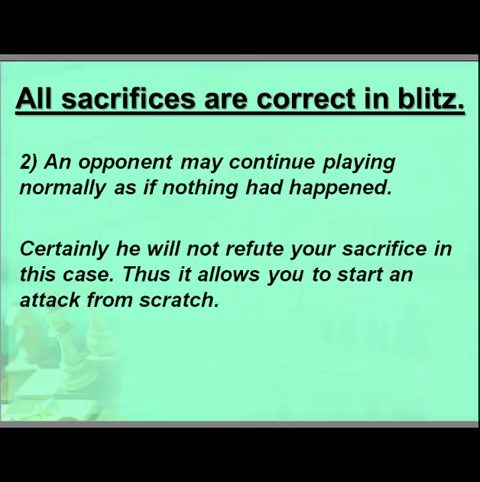 All sacrifices are correct in blitz.
2) An opponent may continue playing
normally as if nothing had happened.
Certainly he will not refute your sacrifice in
this case. Thus it allows you to start an
attack from scratch.